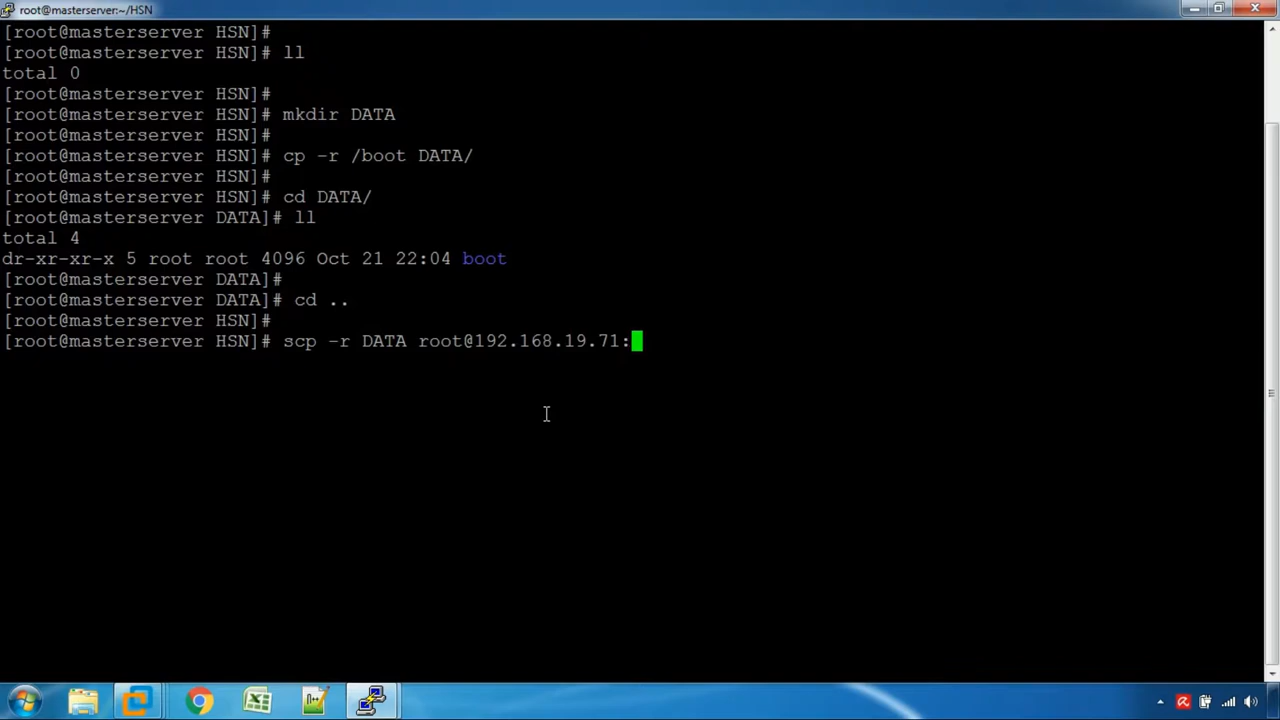 root@masterserver:~/HSN
[root@masterserver HSN]#
[root@masterserver HSN]# ll
total 0
[root@masterserver HSN]#
[root@masterserver HSN]# mkdir DATA
[root@masterserver HSN]#
[root@masterserver HSN]# cp -r /boot DATA/
[root@masterserver HSN]#
[root@masterserver HSN]# cd DATA/
[root@masterserver DATA]# ll
total 4
dr-xr-xr-x 5 root root 4096 Oct 21 22:04 boot
[root@masterserver DATA]#
[root@masterserver DATA]# cd ..
[root@masterserver HSN]#
[root@masterserver HSN]# scp -r DATA root@192.168.19.71: